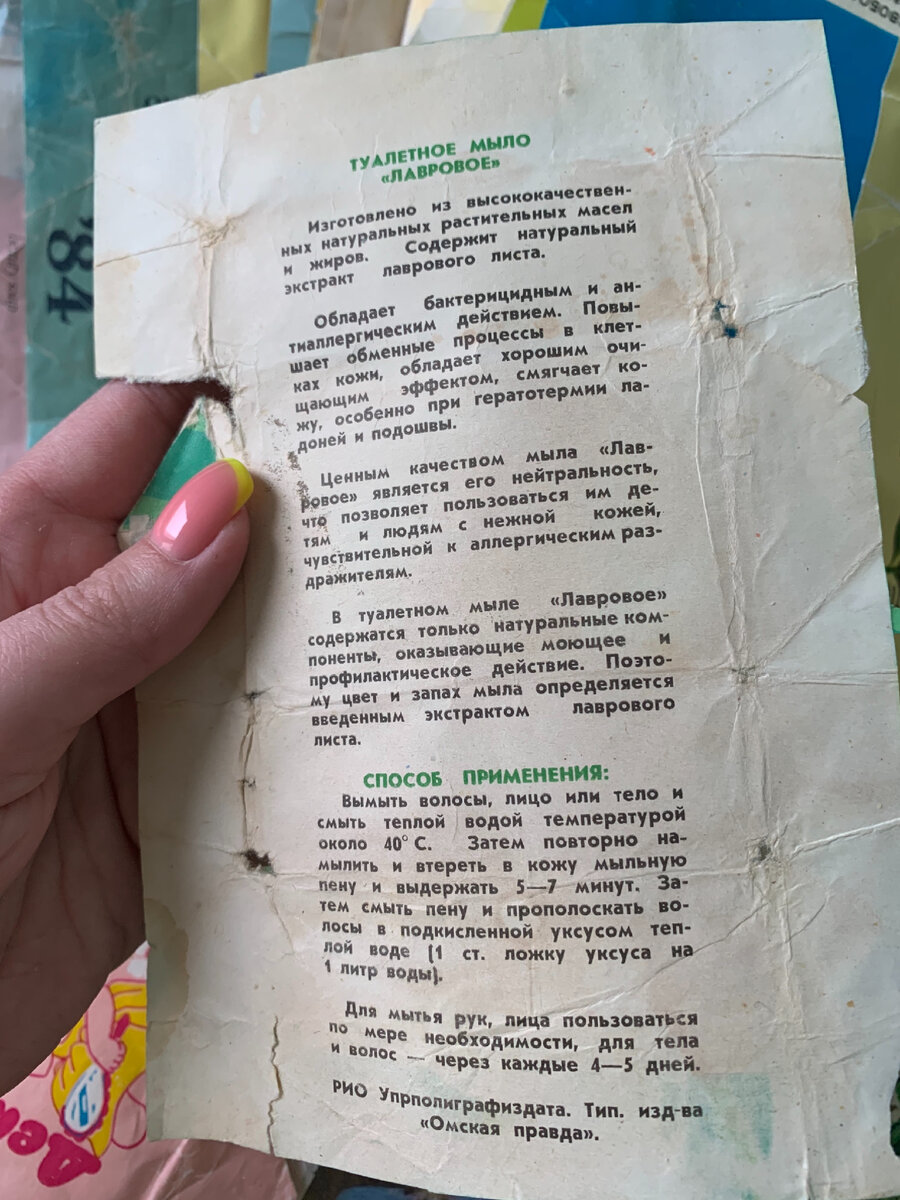 ТУАЛЕТНОЕ МЫЛО
«ЛАВРОВОЕ»
Изготовлено из высококачествен-
ных натуральных растительных масел
и жиров. Содержит натуральный
экстракт лаврового листа.
Обладает бактерицидным и ан-
тиаллергическим действием. Повы-
шает обменные процессы в клет-
ках кожи, обладает хорошим очи-
щающим эффектом, смягчает ко-
жу, особенно при гератотермии ла-
доней и подошвы.
Ценным качеством мыла «Лав-
ровое» является его нейтральность,
что позволяет пользоваться им де-
тям и людям с нежной кожей,
чувствительной к аллергическим раз-
дражителям.
В туалетном мыле «Лавровое»
содержатся только натуральные ком-
поненты, оказывающие моющее и
профилактическое действие. Поэто-
му цвет и запах мыла определяется
введенным экстрактом лаврового
листа.
СПОСОБ ПРИМЕНЕНИЯ:
Вымыть волосы, лицо или тело и
смыть теплой водой температурой
около 40° С. Затем повторно на-
мылить и втереть в кожу мыльную
пену и выдержать 5—7 минут. За-
тем смыть пену и прополоскать во-
лосы в подкисленной уксусом теп-
лой воде (1 ст. ложку уксуса на
1 литр воды).
Для мытья рук, лица пользоваться
по мере необходимости, для тела
и волос — через каждые 4—5 дней.
РИО Упрполиграфиздата. Тип. изд-ва
«Омская правда».
84